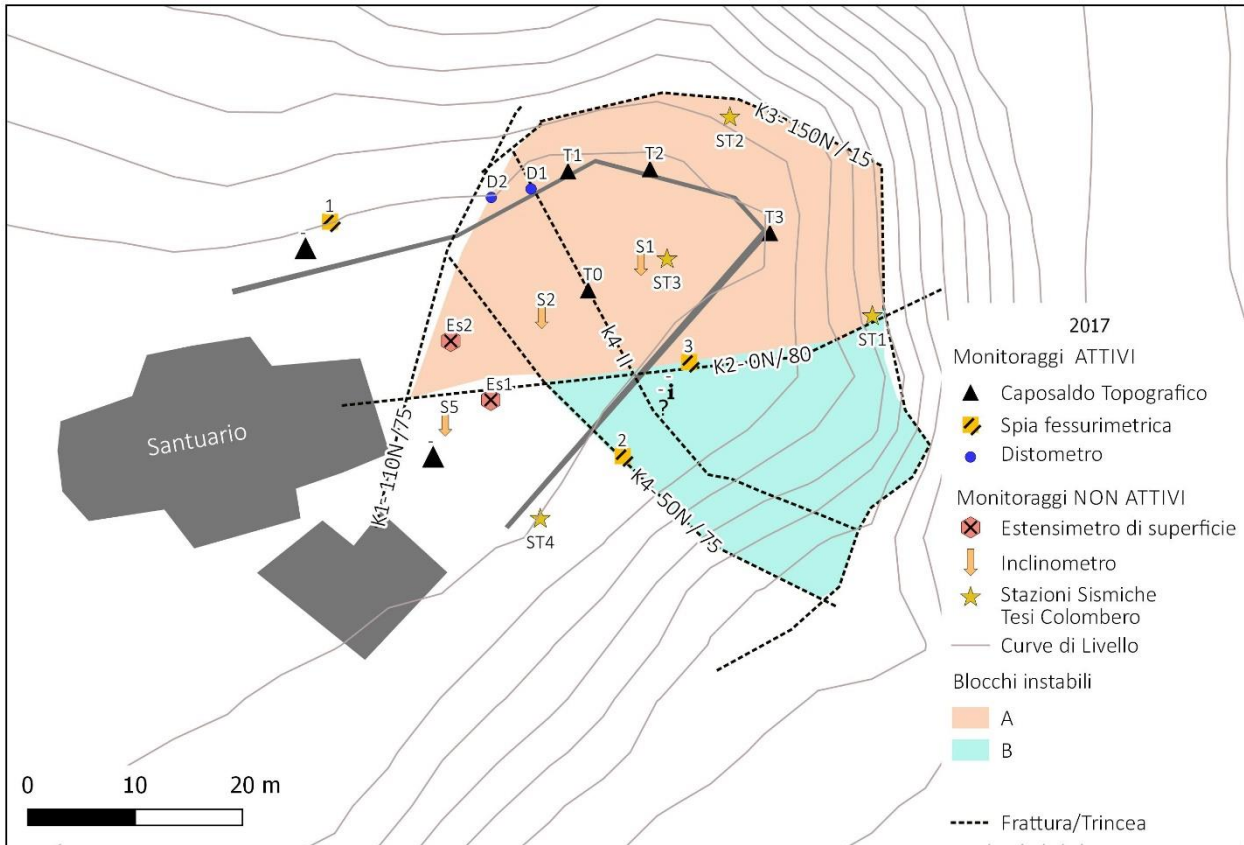 K3- 150N / 15
ST2
T1
T2
D1
D2
1
-
T3
S1
ST3
T0
S2
Es2
3
ST1
K4- II
K2- 0N/ 80
- i
?
Es1
S5
-
2
Santuario
K1- 110N / 75
K4- 50N / 75
ST4
2017
Monitoraggi ATTIVI
Caposaldo Topografico
Spia fessurimetrica
Distometro
Monitoraggi NON ATTIVI
Estensimetro di superficie
Inclinometro
Stazioni Sismiche
Tesi Colombero
Curve di Livello
Blocchi instabili
A
B
Frattura/Trincea
0 10 20 m